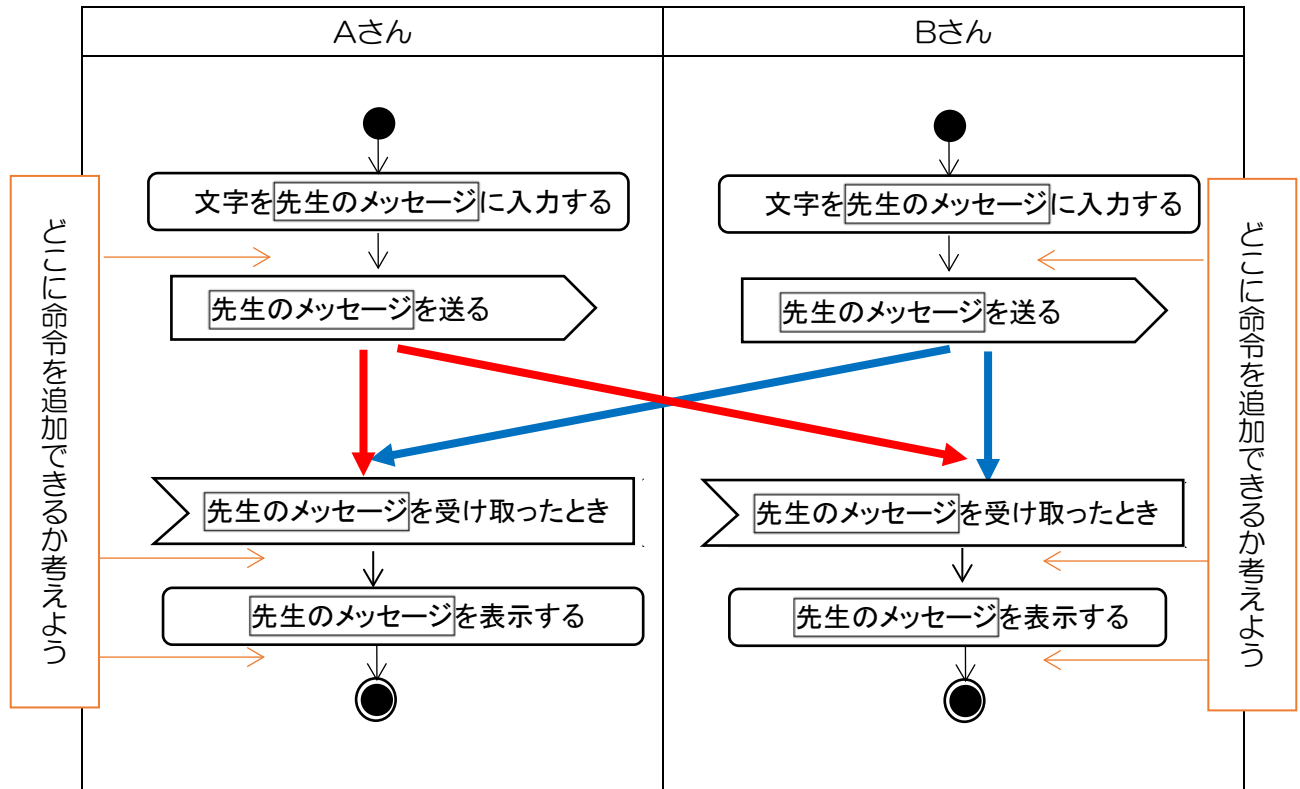 Aさん
Bさん
文字を先生のメッセージに入力する
文字を先生のメッセージに入力する
どこに命令を追加できるか考えよう
どこに命令を追加できるか考えよう
先生のメッセージを送る
先生のメッセージを送る
先生のメッセージを受け取ったとき
先生のメッセージを受け取ったとき
先生のメッセージを表示する
先生のメッセージを表示する